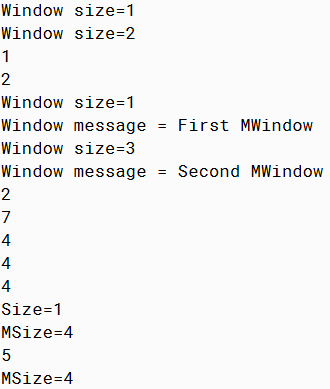 Window size=1
Window size=2
1
2
Window size=1
Window message = First MWindow
Window size=3
Window message = Second MWindow
2
7
4
4
4
Size=1
MSize=4
5
MSize=4